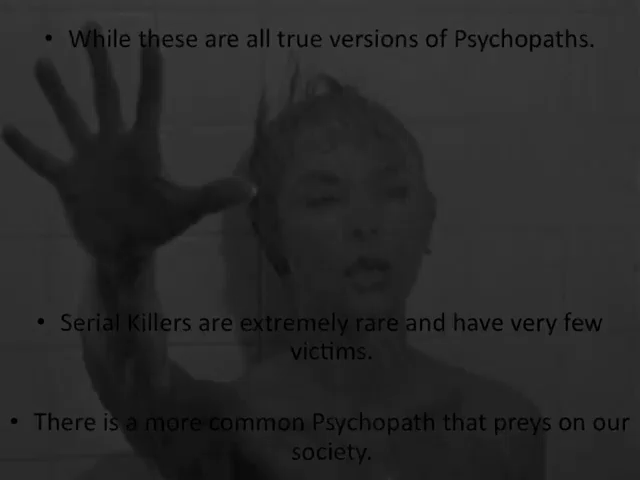 • While these are all true versions of Psychopaths.
• Serial Killers are extremely rare and have very few
victims.
• There is a more common Psychopath that preys on our
society.